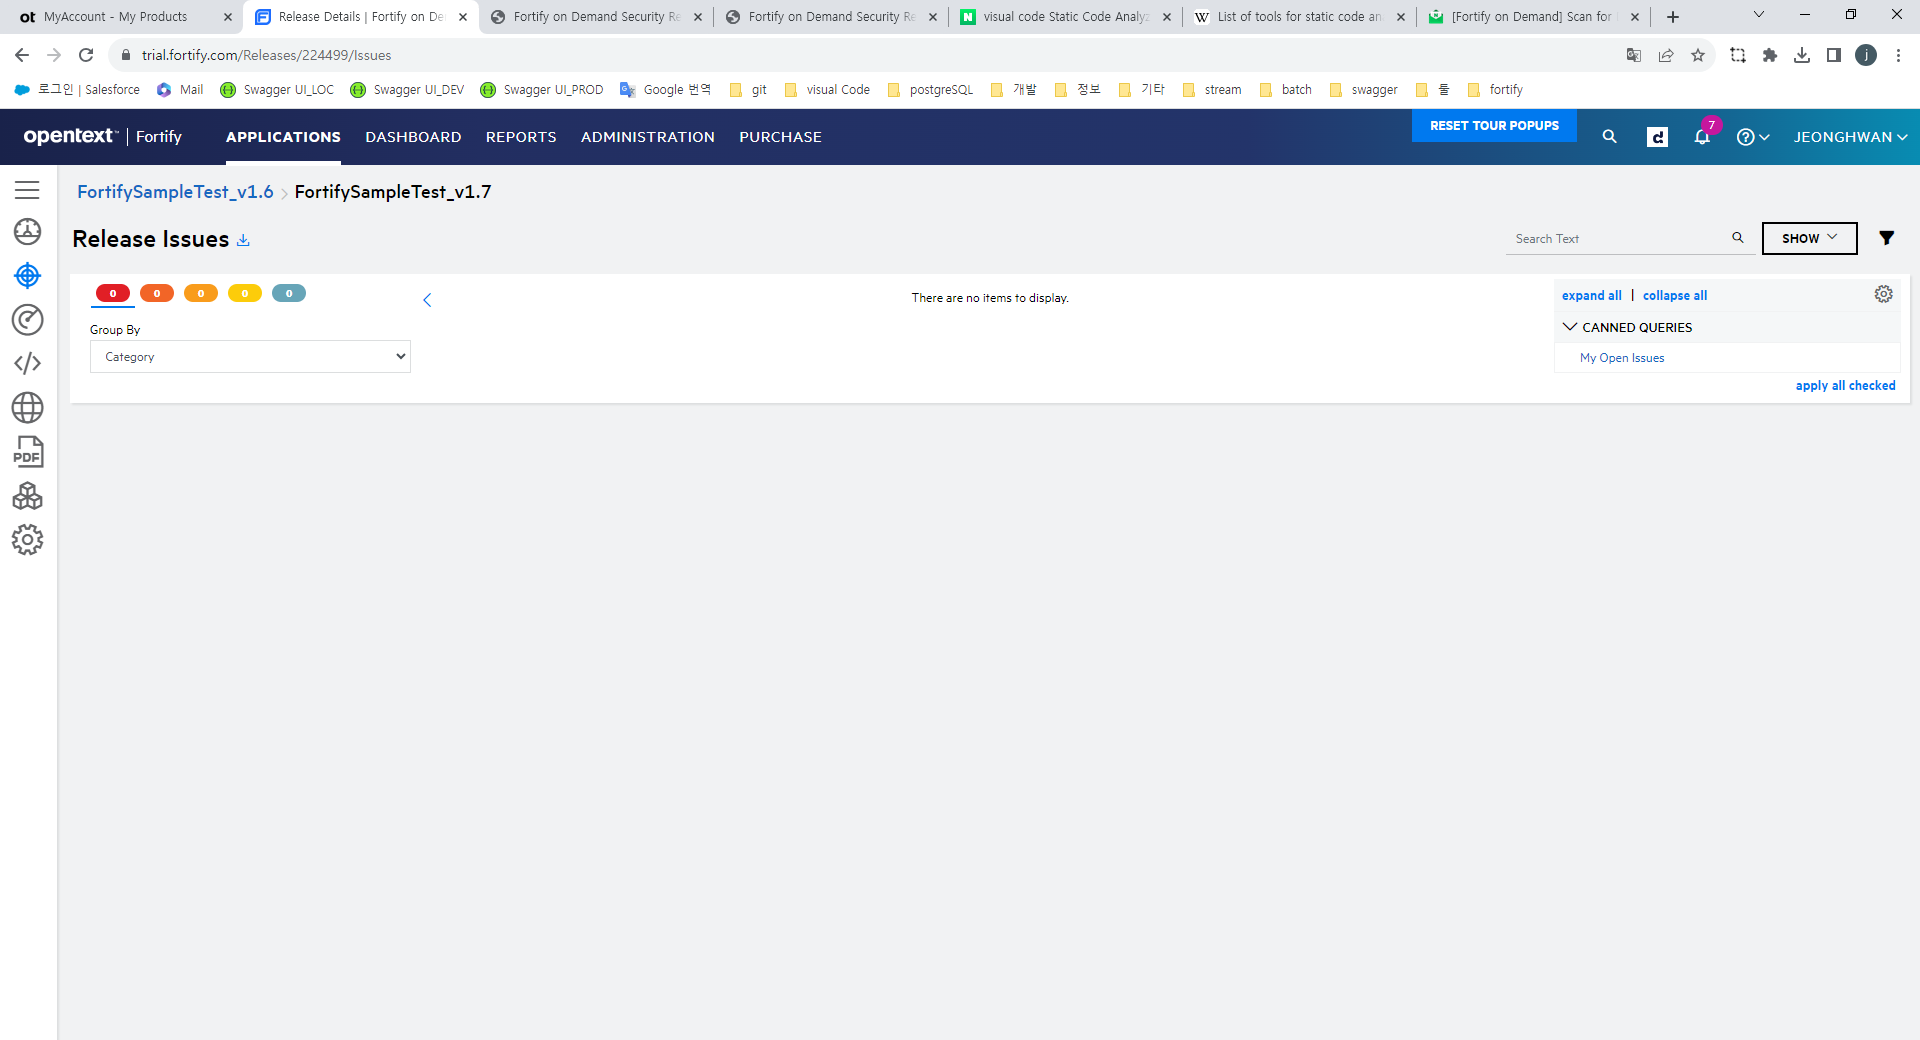 MyAccount - My Products
Release Details | Fortify on De
Fortify on Demand Security Re
Fortify on Demand Security Re
visual code Static Code Analyz
List of tools for static code an
[Fortify on Demand] Scan for
trial.fortify.com/Releases/224499/Issues
로그인 | Salesforce
Mail
Swagger UI_LOC
Swagger UI_DEV
Swagger UI_PROD
Google 번역
git
visual Code
postgreSQL
개발
정보
기타
stream
batch
swagger
툴
fortify
opentext™ | Fortify
APPLICATIONS
DASHBOARD
REPORTS
ADMINISTRATION
PURCHASE
RESET TOUR POPUPS
7
JEONGHWAN
FortifySampleTest_v1.6 > FortifySampleTest_v1.7
Release Issues
Search Text
SHOW
0 0 0 0 0
There are no items to display.
expand all | collapse all
Group By
CANNED QUERIES
Category
My Open Issues
apply all checked
PDF